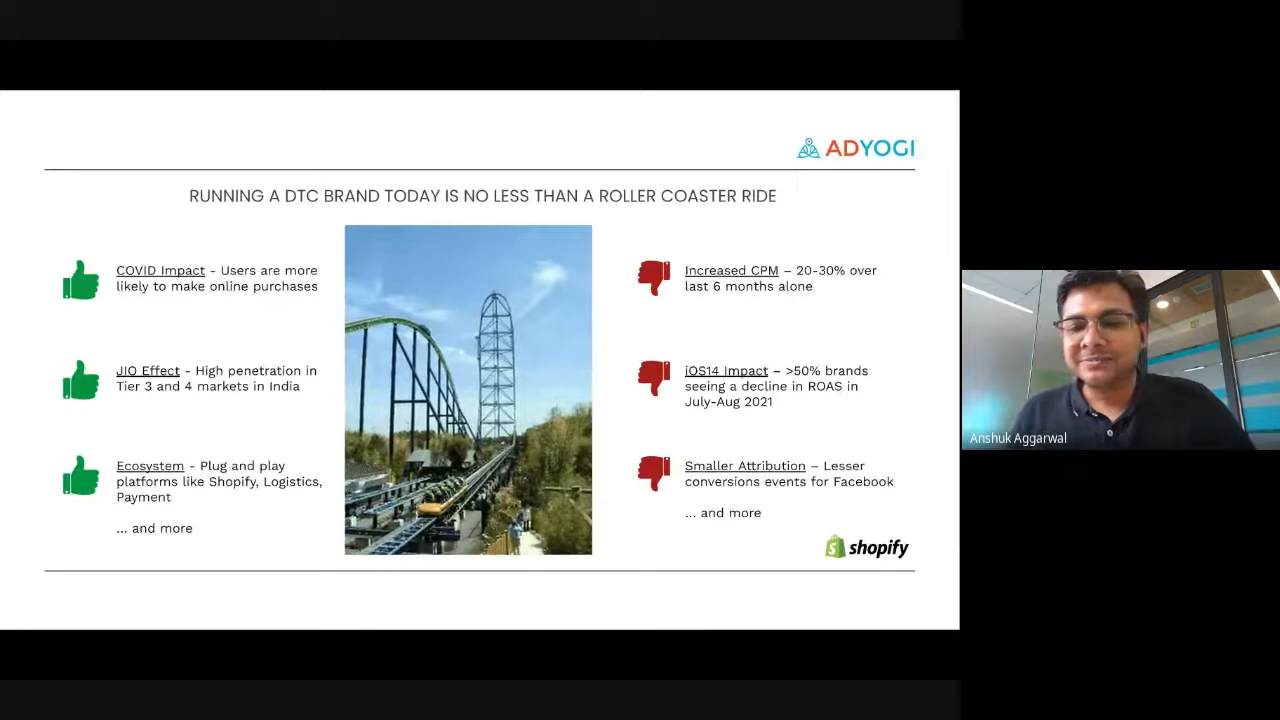 ADYOGI
RUNNING A DTC BRAND TODAY IS NO LESS THAN A ROLLER COASTER RIDE
COVID Impact - Users are more
likely to make online purchases
JIO Effect - High penetration in
Tier 3 and 4 markets in India
Ecosystem - Plug and play
platforms like Shopify, Logistics,
Payment
... and more
Increased CPM – 20-30% over
last 6 months alone
iOS14 Impact – >50% brands
seeing a decline in ROAS in
July-Aug 2021
Smaller Attribution – Lesser
conversions events for Facebook
... and more
shopify
Anshuk Aggarwal